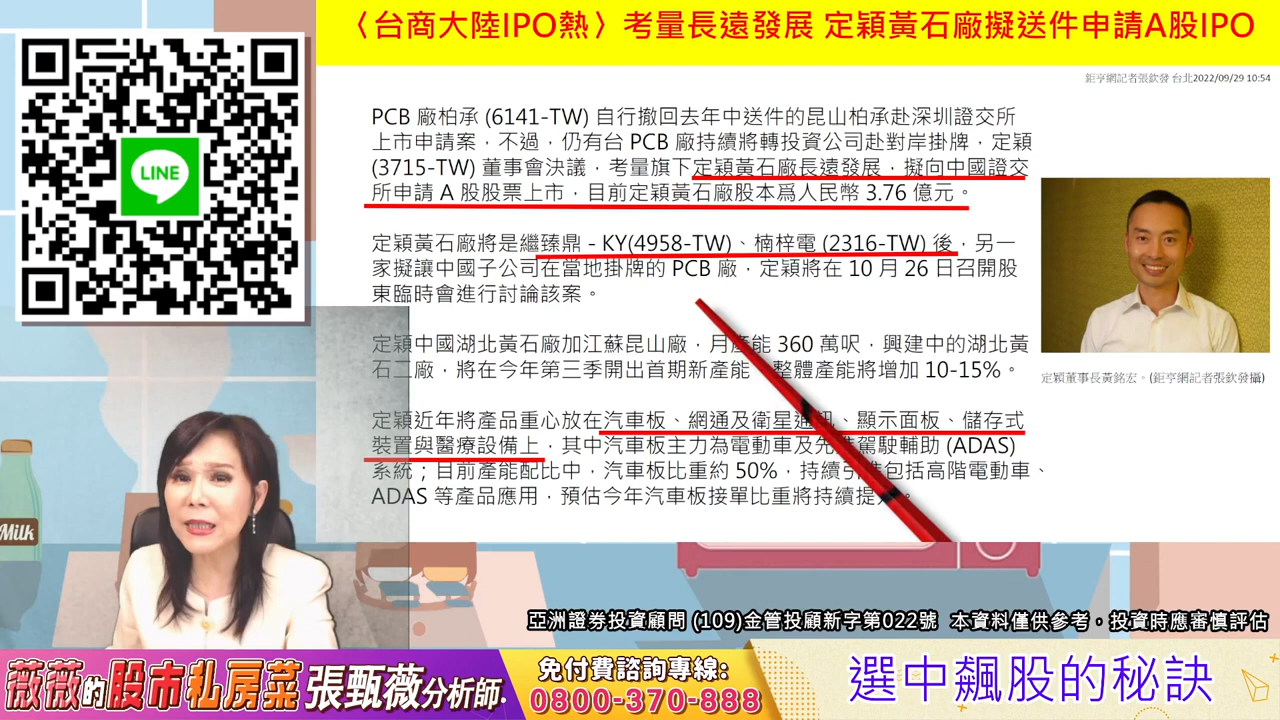 〈台商大陸IPO熱〉考量長遠發展 定穎黃石廠擬送件申請A股IPO
鉅亨網記者張欽發 台北2022/09/29 10:54
LINE
PCB 廠柏承 (6141-TW) 自行撤回去年中送件的昆山柏承赴深圳證交所
上市申請案，不過，仍有台 PCB 廠持續將轉投資公司赴對岸掛牌，定穎
(3715-TW) 董事會決議，考量旗下定穎黃石廠長遠發展，擬向中國證交
所申請 A 股股票上市，目前定穎黃石廠股本爲人民幣 3.76 億元。
定穎黃石廠將是繼臻鼎 - KY(4958-TW)、楠梓電 (2316-TW) 後，另一
家擬讓中國子公司在當地掛牌的 PCB 廠，定穎將在 10 月 26 日召開股
東臨時會進行討論該案。
定穎中國湖北黃石廠加江蘇昆山廠，月產能 360 萬呎，興建中的湖北黃
石二廠，將在今年第三季開出首期新產能，整體產能將增加 10-15%。
定穎近年將產品重心放在汽車板、網通及衛星通訊、顯示面板、儲存式
裝置與醫療設備上，其中汽車板主力為電動車及先進駕駛輔助 (ADAS)
系統；目前產能配比中，汽車板比重約 50%，持續引進包括高階電動車、
ADAS 等產品應用，預估今年汽車板接單比重將持續提升。
定穎董事長黃銘宏。(鉅亨網記者張欽發攝)
Milk
亞洲證券投資顧問 (109)金管投顧新字第022號 本資料僅供參考，投資時應審慎評估
薇薇的股市私房菜 張甄薇分析師.
免付費諮詢專線:
0800-370-888
選中飆股的秘訣